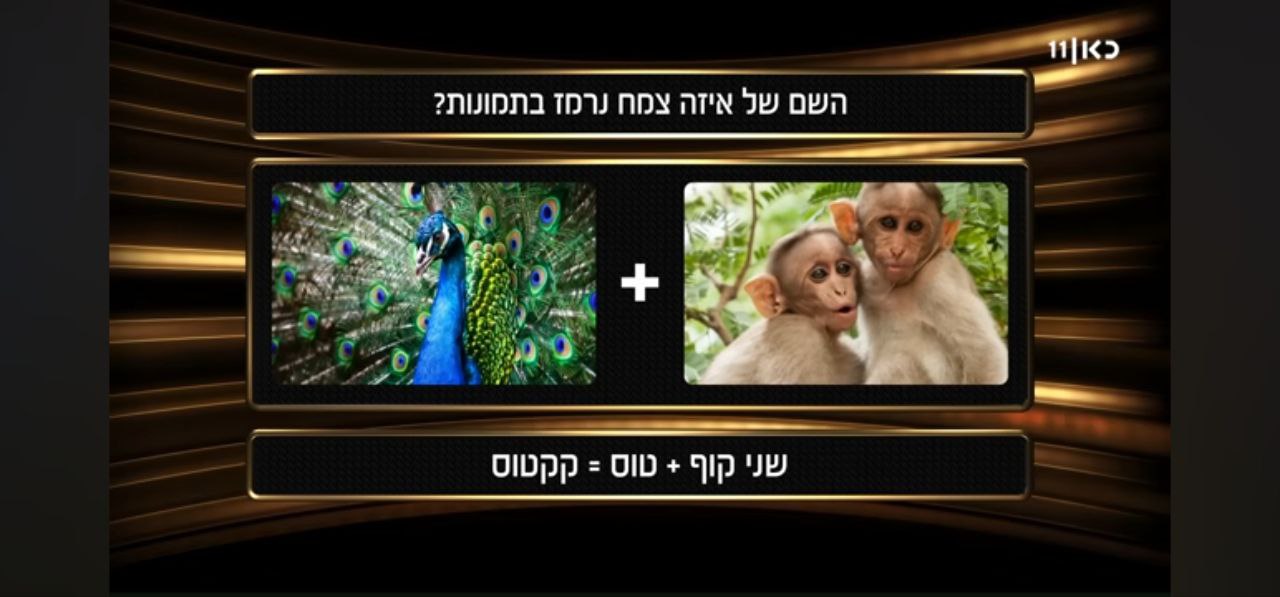 כאן 11
השם של איזה צמח נרמז בתמונות?
+
שני קוף + טוס = קקטוס